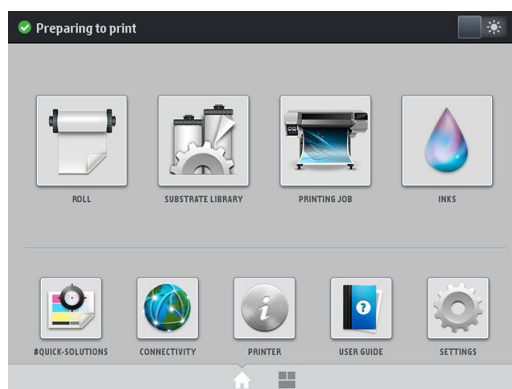 Preparing to print
ROLL
SUBSTRATE LIBRARY
PRINTING JOB
INKS
#QUICK-SOLUTIONS
CONNECTIVITY
PRINTER
USER GUIDE
SETTINGS